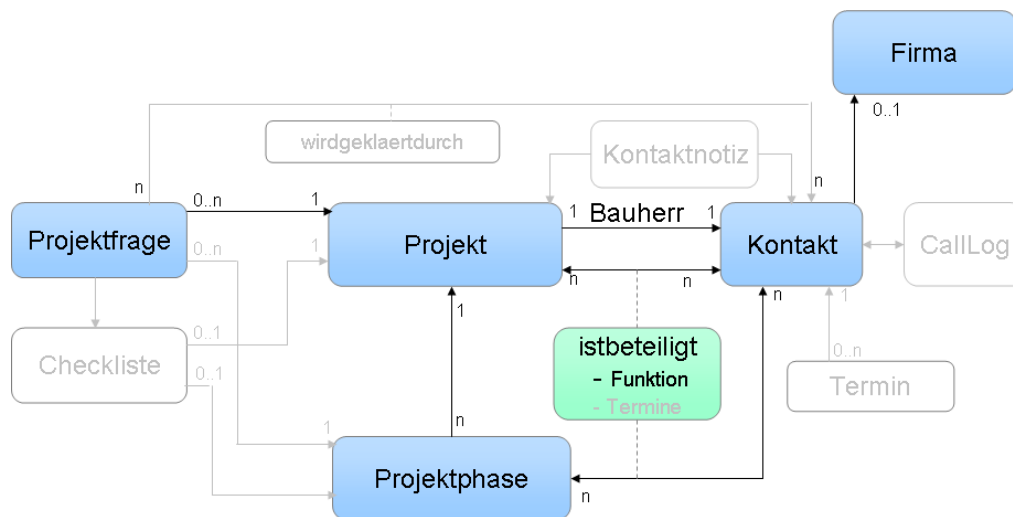 Firma
0..1
wirdgeklaertdurch
Kontaktnotiz
n
n
0..n
1
Projektfrage
Projekt
1
Bauherr
1
Kontakt
CallLog
0..n
1
n
n
n
1
1
0..1
Checkliste
0..1
istbeteiligt
- Funktion
- Termine
0..n
Termin
n
1
Projektphase
n